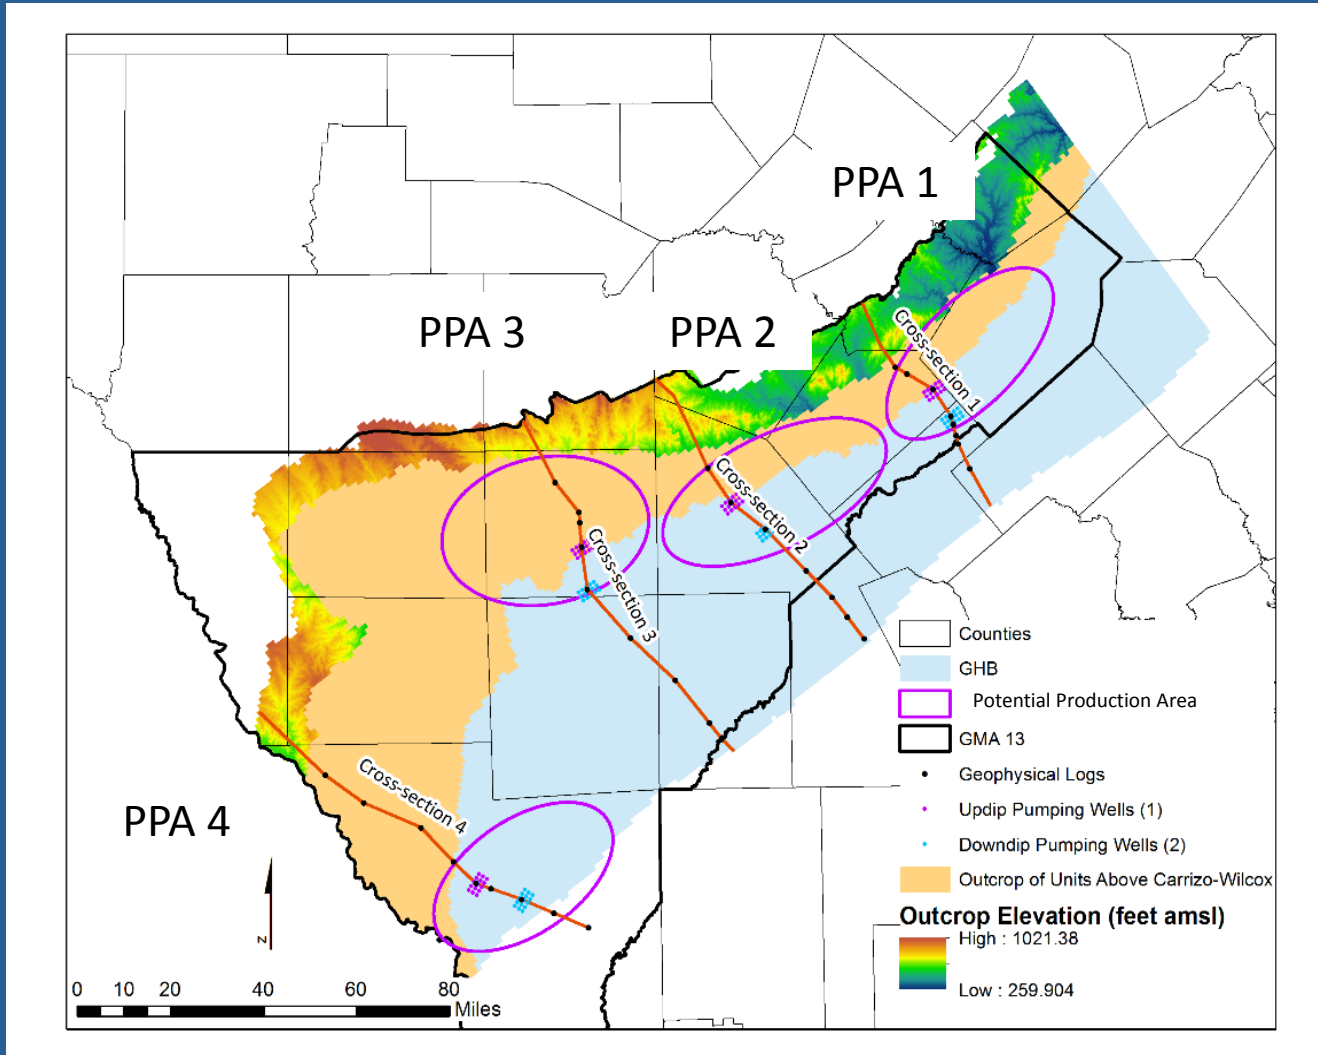 PPA 1
PPA 3
PPA 2
Cross-section 1
Cross-section 2
Cross-section 3
Cross-section 4
PPA 4
Counties
GHB
Potential Production Area
GMA 13
Geophysical Logs
Updip Pumping Wells (1)
Downdip Pumping Wells (2)
Outcrop of Units Above Carrizo-Wilcox
Outcrop Elevation (feet amsl)
High : 1021.38
Low : 259.904
N
0 10 20 40 60 80
Miles